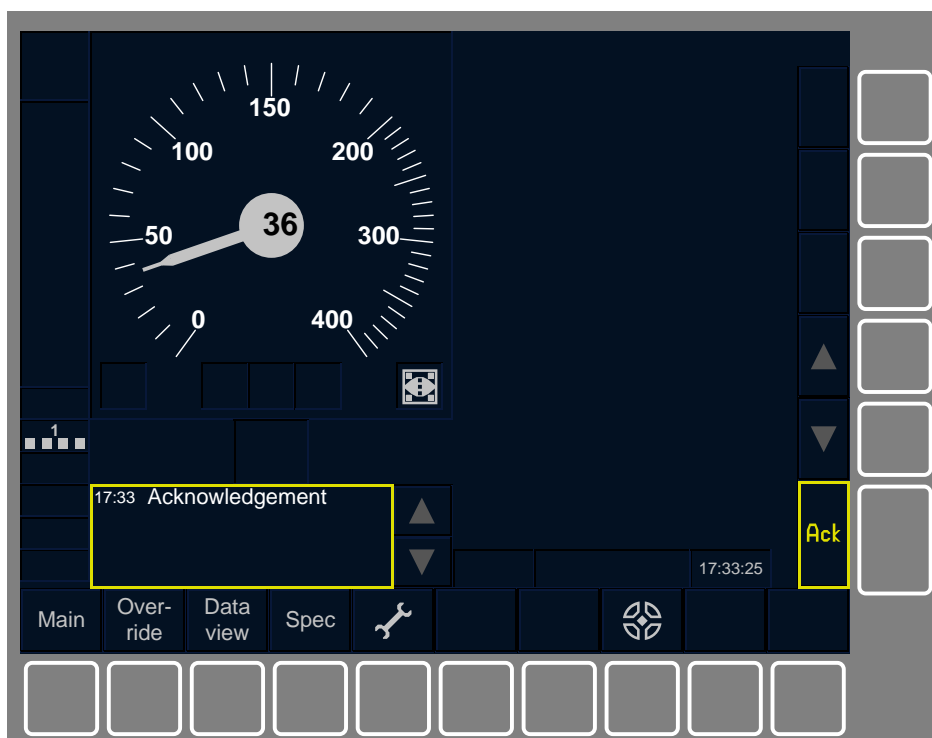 150
100
200
36
50
300
0
400
1
17:33 Acknowledgement
Ack
17:33:25
Main
Over-
ride
Data
view
Spec